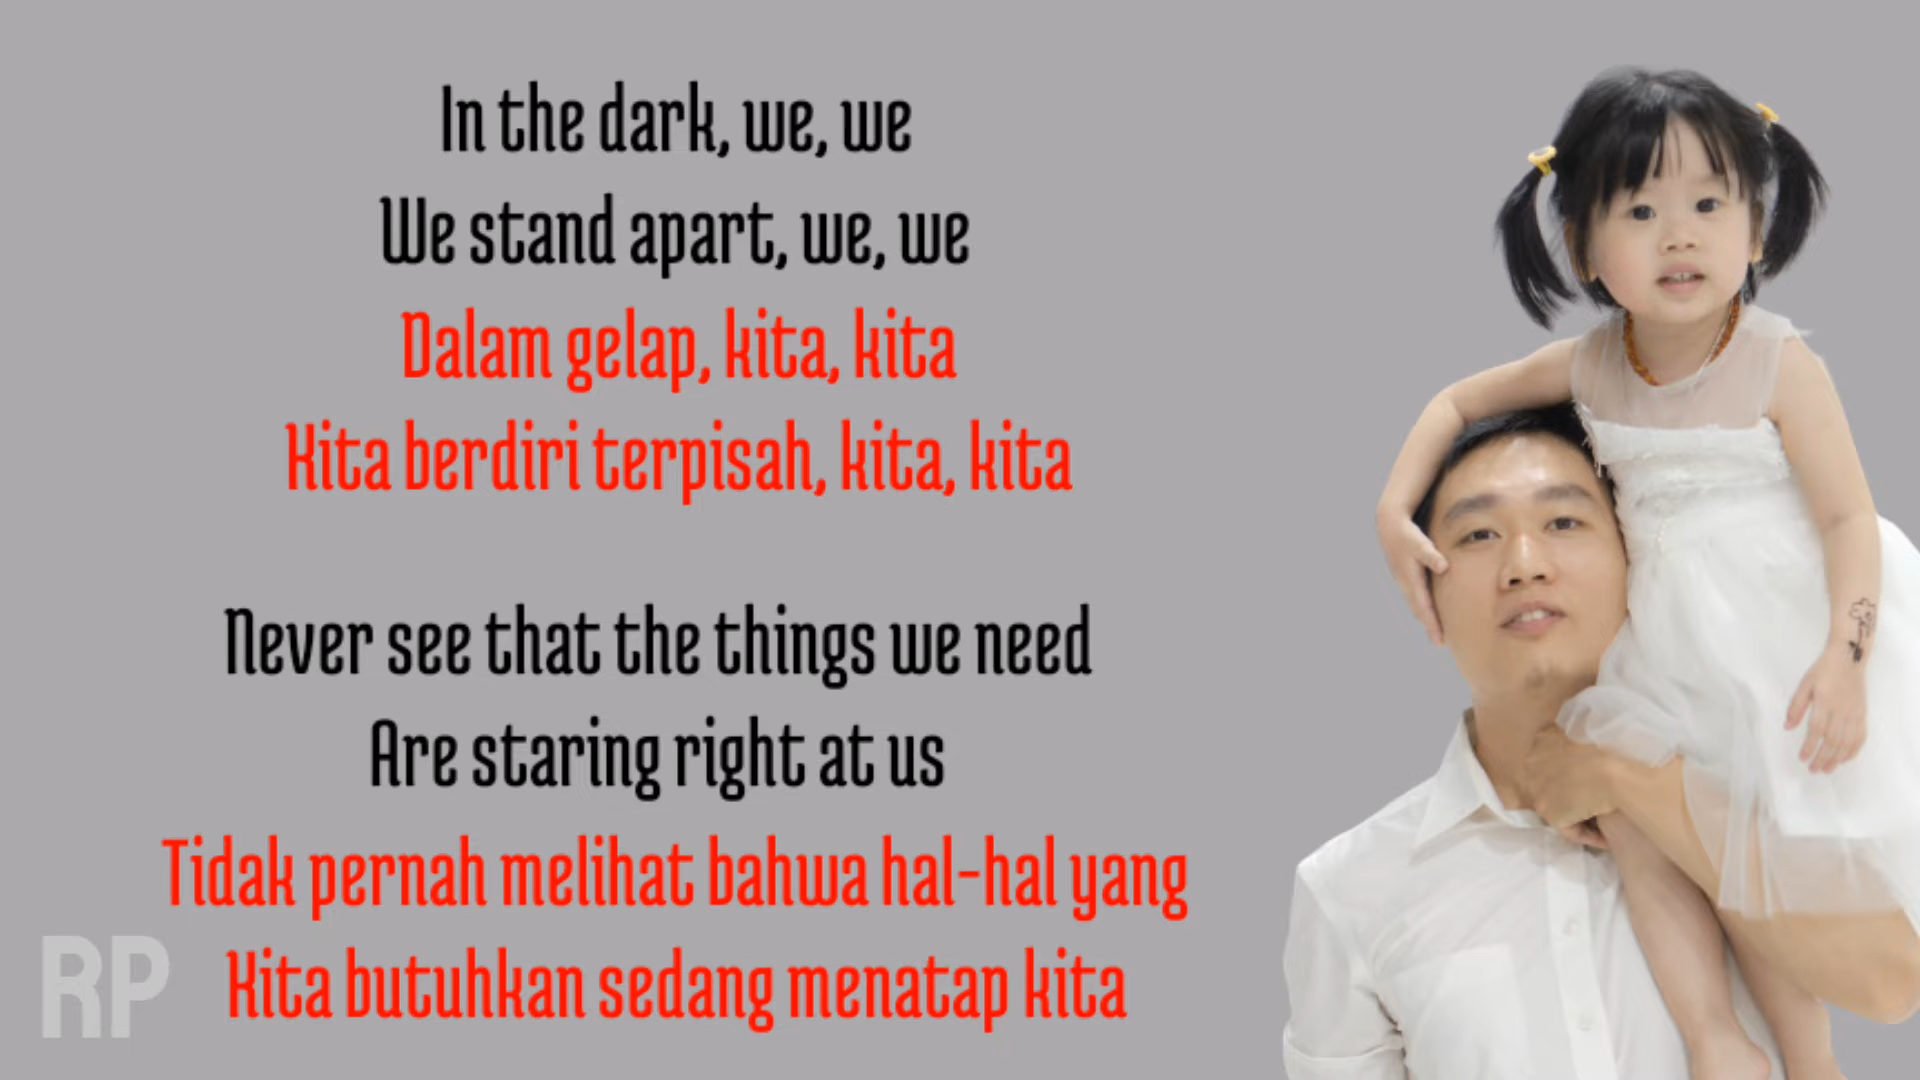 In the dark, we, we
We stand apart, we, we
Dalam gelap, kita, kita
Kita berdiri terpisah, kita, kita
Never see that the things we need
Are staring right at us
Tidak pernah melihat bahwa hal-hal yang
Kita butuhkan sedang menatap kita
RP